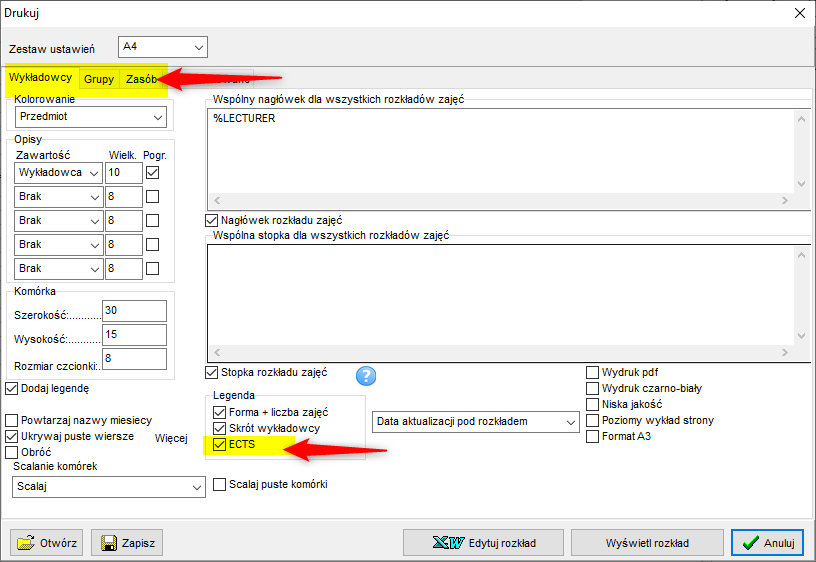 Drukuj
Zestaw ustawień A4
Wykładowcy Grupy Zasób
Kolorowanie
Przedmiot
Opisy
Zawartość Wielk. Pogr.
Wykładowca 10
Brak 8
Brak 8
Brak 8
Brak 8
Komórka
Szerokość:........... 30
Wysokość:........... 15
Rozmiar czcionki:. 8
Dodaj legendę
Powtarzaj nazwy miesiecy
Ukrywaj puste wiersze Więcej
Obróć
Scalanie komórek
Scalaj
Wspólny nagłówek dla wszystkich rozkładów zajęć
%LECTURER
Nagłówek rozkładu zajęć
Wspólna stopka dla wszystkich rozkładów zajęć
Stopka rozkładu zajęć
?
Legenda
Forma + liczba zajęć
Skrót wykładowcy
ECTS
Data aktualizacji pod rozkładem
Scalaj puste komórki
Wydruk pdf
Wydruk czarno-biały
Niska jakość
Poziomy wykład strony
Format A3
Otwórz
Zapisz
XW Edytuj rozkład
Wyświetl rozkład
Anuluj